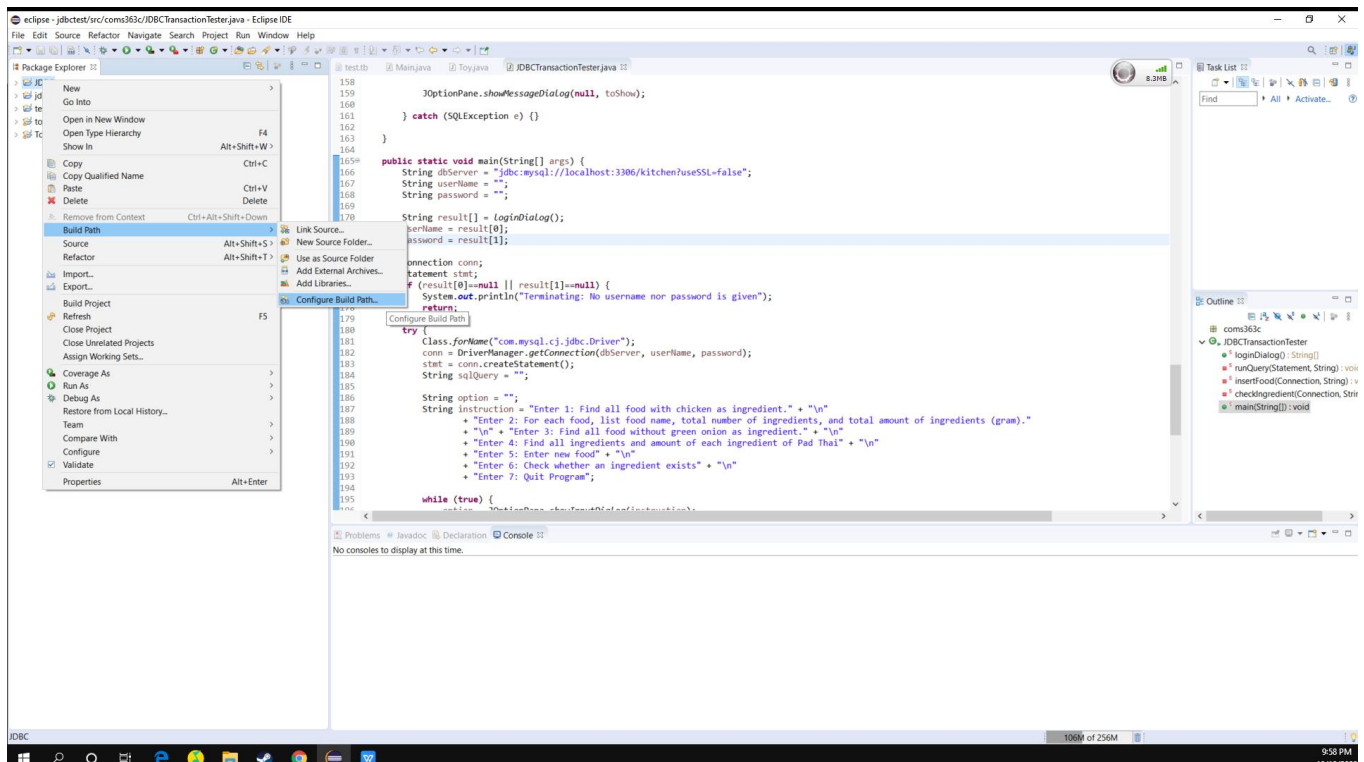 eclipse - jdbctest/src/coms363c/JDBCTransactionTester.java - Eclipse IDE
File Edit Source Refactor Navigate Search Project Run Window Help
Package Explorer
New
Go Into
Open in New Window
Open Type Hierarchy F4
Show In Alt+Shift+W >
Copy Ctrl+C
Copy Qualified Name
Paste Ctrl+V
Delete Delete
Remove from Context Ctrl+Alt+Shift+Down
Build Path >
Source Alt+Shift+S >
Refactor Alt+Shift+T >
Import...
Export...
Build Project
Refresh F5
Close Project
Close Unrelated Projects
Assign Working Sets...
Coverage As >
Run As >
Debug As >
Restore from Local History...
Team >
Compare With >
Configure >
Validate
Properties Alt+Enter
Link Source...
New Source Folder...
Use as Source Folder
Add External Archives...
Add Libraries...
Configure Build Path...
Configure Build Path
test.tb Main.java Toy.java JDBCTransactionTester.java
158
159 JOptionPane.showMessageDialog(null, toShow);
160
161 } catch (SQLException e) {}
162
163 }
164
165 public static void main(String[] args) {
166 String dbServer = "jdbc:mysql://localhost:3306/kitchen?useSSL=false";
167 String userName = "";
168 String password = "";
169
170 String result[] = loginDialog();
serName = result[0];
assword = result[1];
onnection conn;
tatement stmt;
f (result[0]==null || result[1]==null) {
System.out.println("Terminating: No username nor password is given");
return;
179
180 try {
181 Class.forName("com.mysql.cj.jdbc.Driver");
182 conn = DriverManager.getConnection(dbServer, userName, password);
183 stmt = conn.createStatement();
184 String sqlQuery = "";
185
186 String option = "";
187 String instruction = "Enter 1: Find all food with chicken as ingredient." + "\n"
188 + "Enter 2: For each food, list food name, total number of ingredients, and total amount of ingredients (gram)."
189 + "\n" + "Enter 3: Find all food without green onion as ingredient." + "\n"
190 + "Enter 4: Find all ingredients and amount of each ingredient of Pad Thai" + "\n"
191 + "Enter 5: Enter new food" + "\n"
192 + "Enter 6: Check whether an ingredient exists" + "\n"
193 + "Enter 7: Quit Program";
194
195 while (true) {
8.3MB
Task List
Find All Activate...
Outline
coms363c
JDBCTransactionTester
loginDialog() : String[]
runQuery(Statement, String) : voi
insertFood(Connection, String) : v
checkIngredient(Connection, Strin
main(String[]) : void
Problems Javadoc Declaration Console
No consoles to display at this time.
JDBC
106M of 256M
9:58 PM